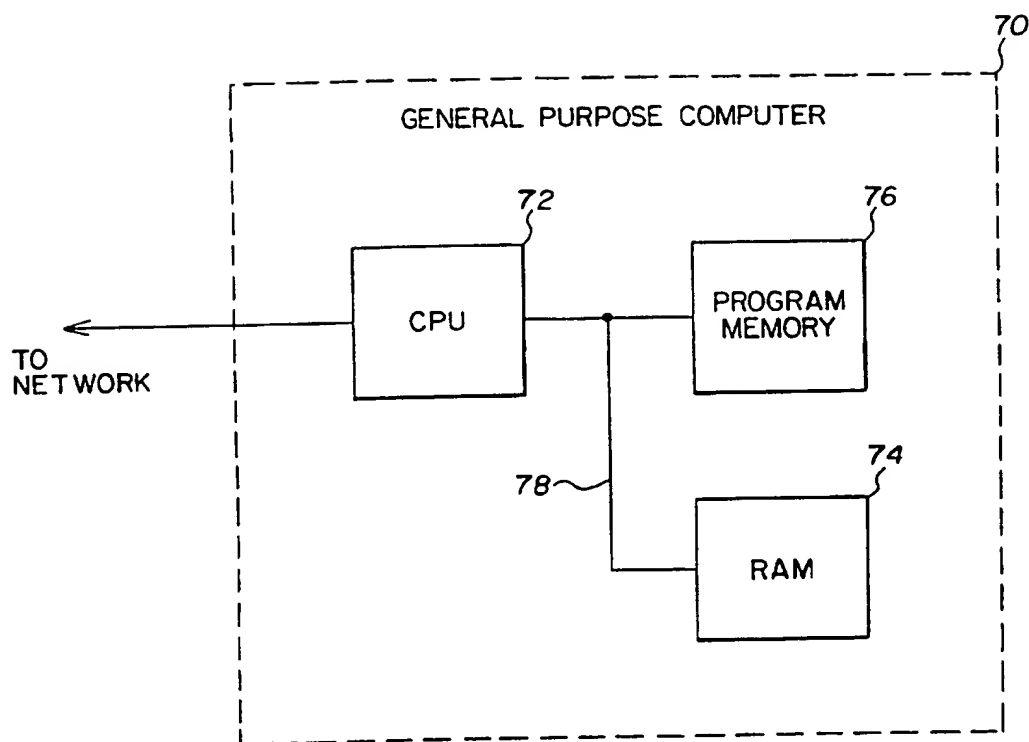 70
GENERAL PURPOSE COMPUTER
72
76
CPU
PROGRAM
MEMORY
TO
NETWORK
78
74
RAM